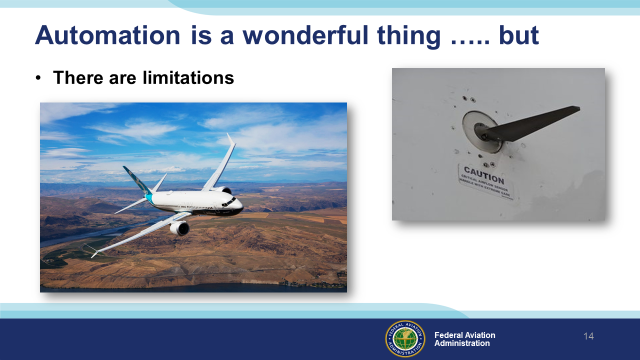 Automation is a wonderful thing ….. but
• There are limitations
CAUTION
Federal Aviation
Administration
14